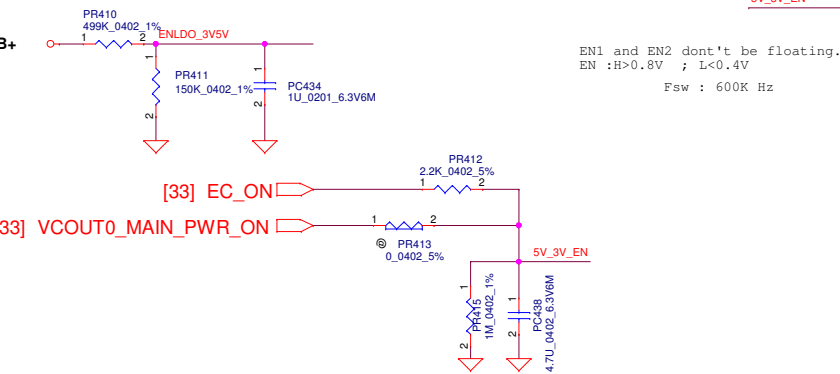 5V_3V_EN
PR410
499K_0402_1%
B+
1
2
ENLDO_3V5V
1
2
PR411
150K_0402_1%
1
2
PC434
1U_0201_6.3V6M
EN1 and EN2 dont't be floating.
EN :H>0.8V ; L<0.4V
Fsw : 600K Hz
PR412
2.2K_0402_5%
[33] EC_ON
1
2
33] VCOUT0_MAIN_PWR_ON
1
2
@
PR413
0_0402_5%
5V_3V_EN
1
2
PR415
1M_0402_1%
1
2
PC438
4.7U_0402_6.3V6M